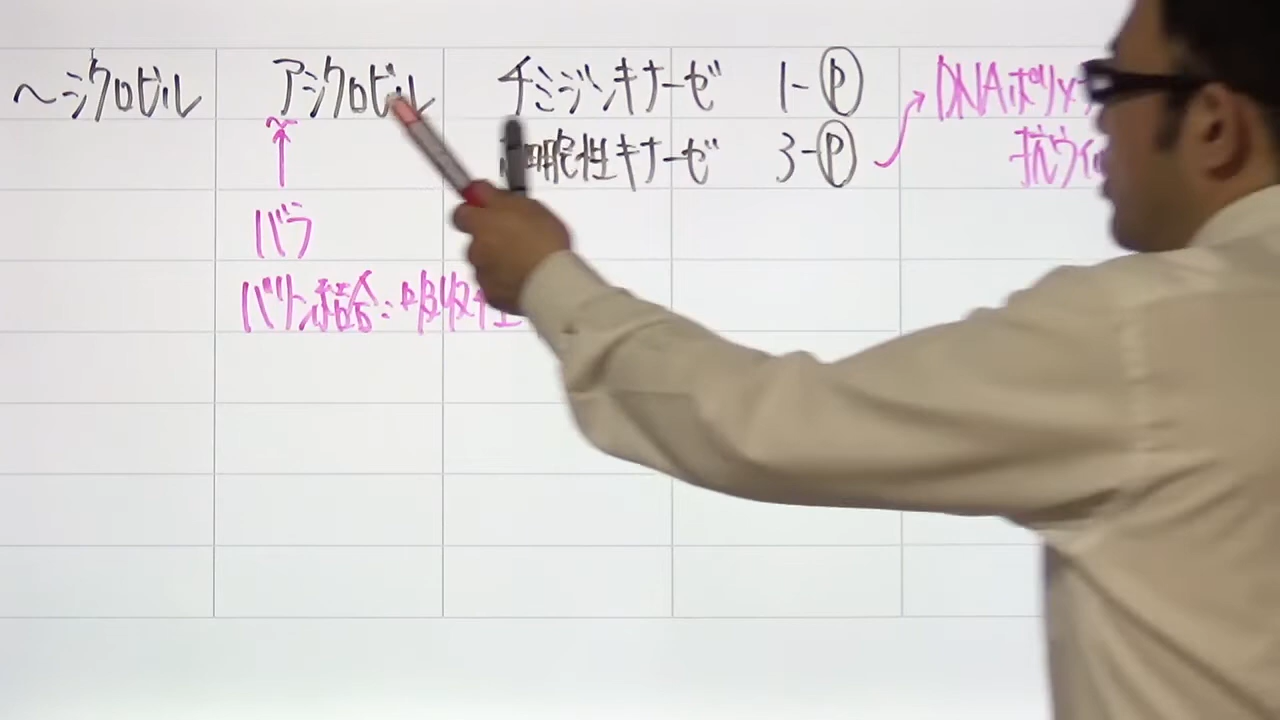 ～シクロビル アシクロビル チミジンキナーゼ 1-Ⓟ DNAポリメ
細胞性キナーゼ 3-Ⓟ 抗ウイ
バラ
バリン結合:吸収性